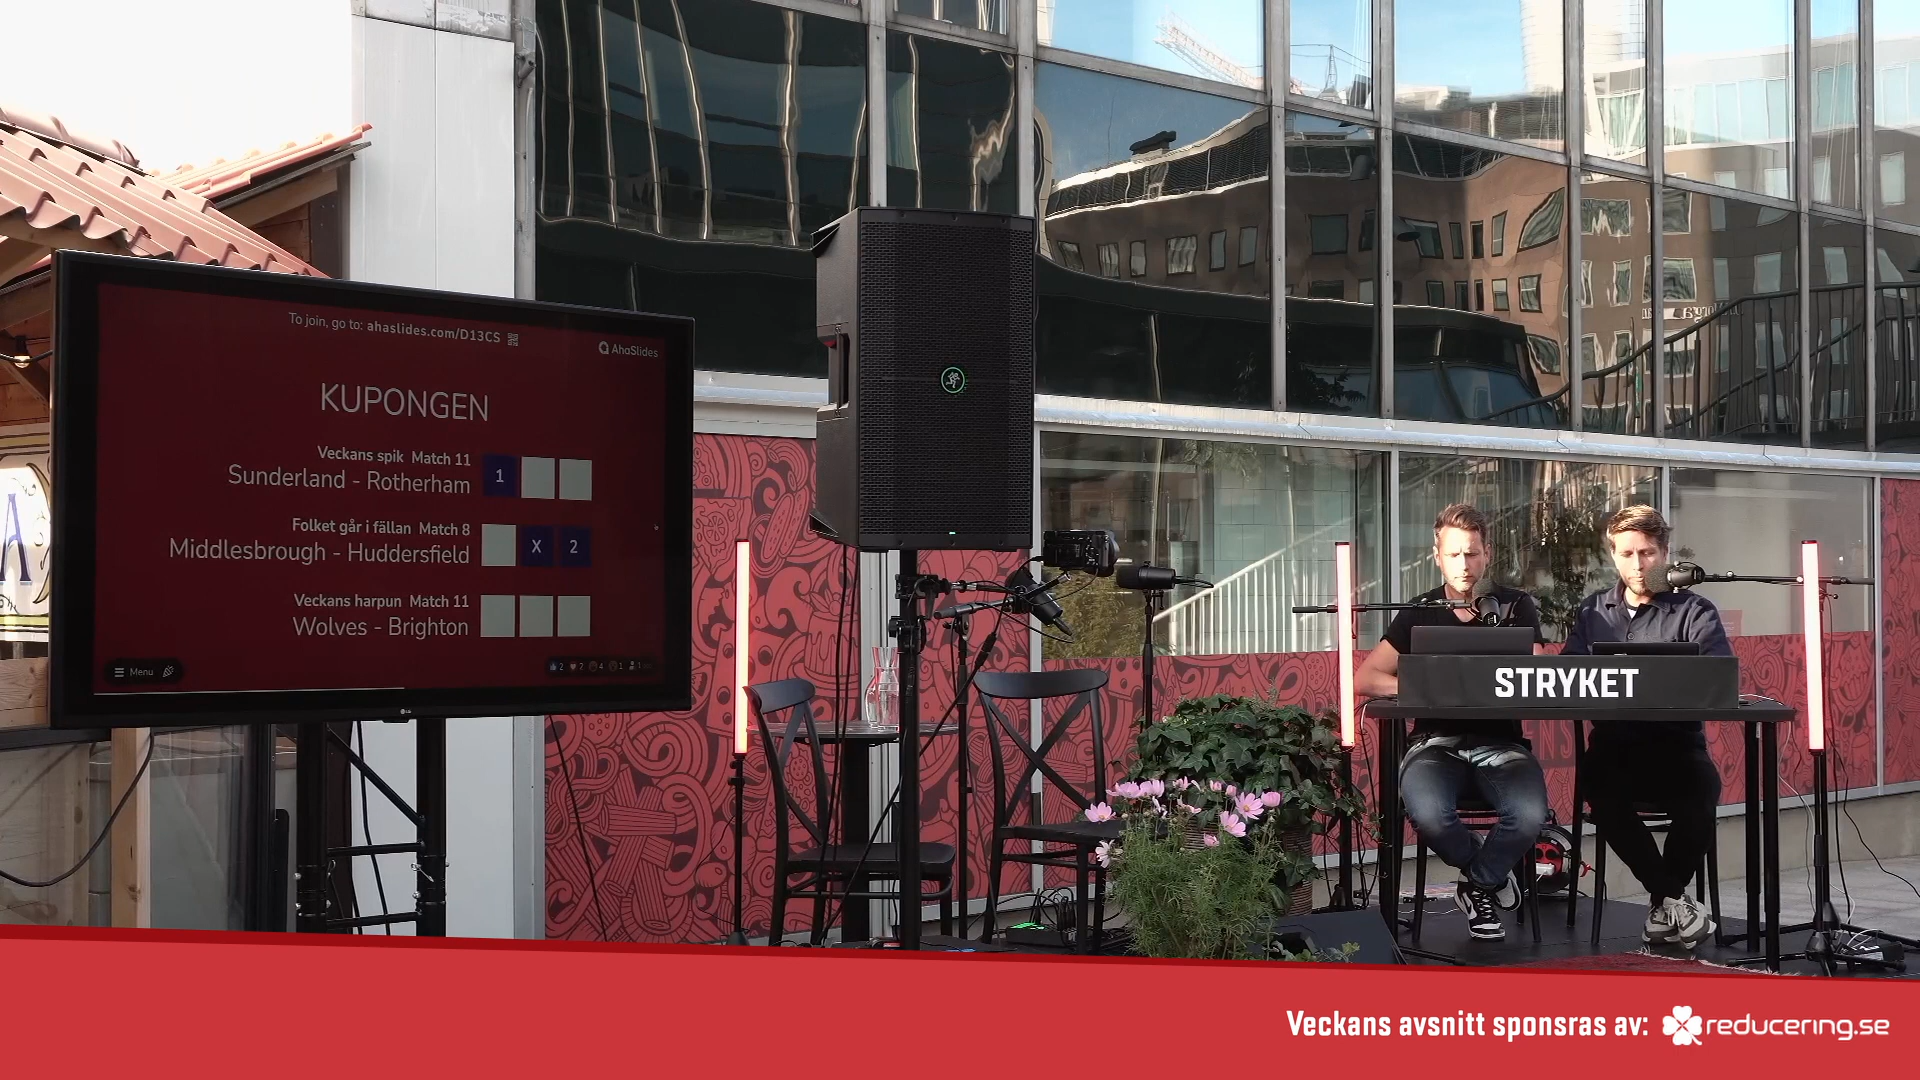 To join, go to: ahaslides.com/D13CS
AhaSlides
KUPONGEN
Veckans spik Match 11
Sunderland - Rotherham
1
Folket går i fällan Match 8
Middlesbrough - Huddersfield
X 2
Veckans harpun Match 11
Wolves - Brighton
Menu
LG
A
STRYKET
Veckans avsnitt sponsras av: reducering.se